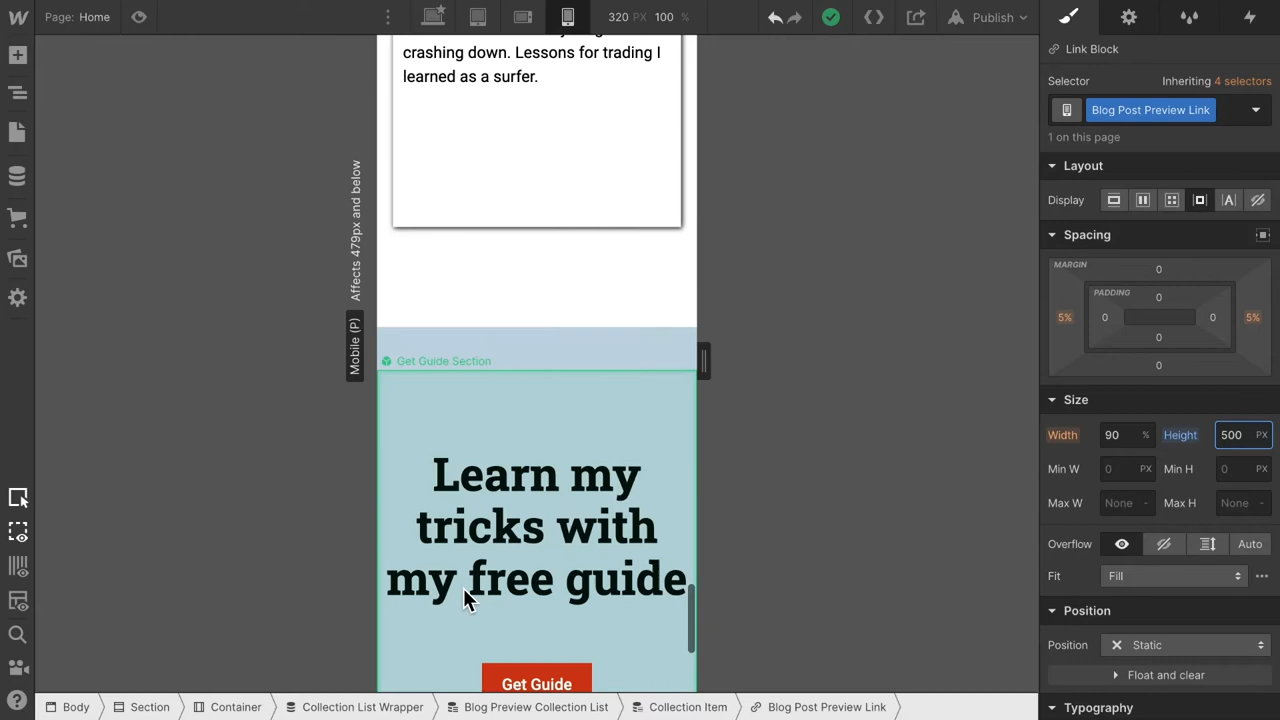 Page: Home
320 PX 100 %
Publish
crashing down. Lessons for trading I
learned as a surfer.
Affects 479px and below
Mobile (P)
Get Guide Section
Learn my
tricks with
my free guide
Get Guide
Link Block
Selector
Inheriting 4 selectors
Blog Post Preview Link
1 on this page
Layout
Display
Spacing
MARGIN
0
PADDING
0
5% 0 0 5%
0
0
Size
Width 90 % Height 500 PX
Min W 0 PX Min H 0 PX
Max W None - Max H None -
Overflow Auto
Fit Fill
Position
Position Static
Float and clear
Typography
Body Section Container Collection List Wrapper Blog Preview Collection List Collection Item Blog Post Preview Link